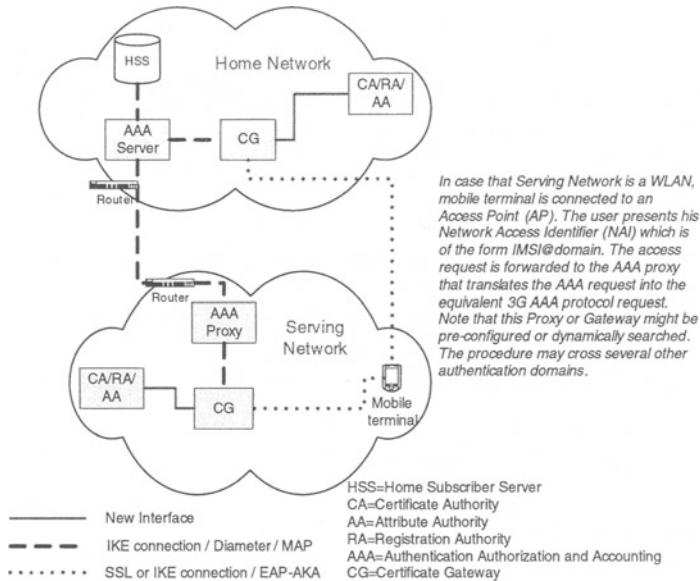 HSS
Home Network
CA/RA/
AA
AAA
Server
CG
Router
In case that Serving Network is a WLAN,
mobile terminal is connected to an
Access Point (AP). The user presents his
Network Access Identifier (NAI) which is
of the form IMSI@domain. The access
request is forwarded to the AAA proxy
that translates the AAA request into the
equivalent 3G AAA protocol request.
Note that this Proxy or Gateway might be
pre-configured or dynamically searched.
The procedure may cross several other
authentication domains.
Router
AAA
Proxy
Serving
Network
CA/RA/
AA
CG
Mobile
terminal
New Interface
IKE connection / Diameter / MAP
SSL or IKE connection / EAP-AKA
HSS=Home Subscriber Server
CA=Certificate Authority
AA=Attribute Authority
RA=Registration Authority
AAA=Authentication Authorization and Accounting
CG=Certificate Gateway